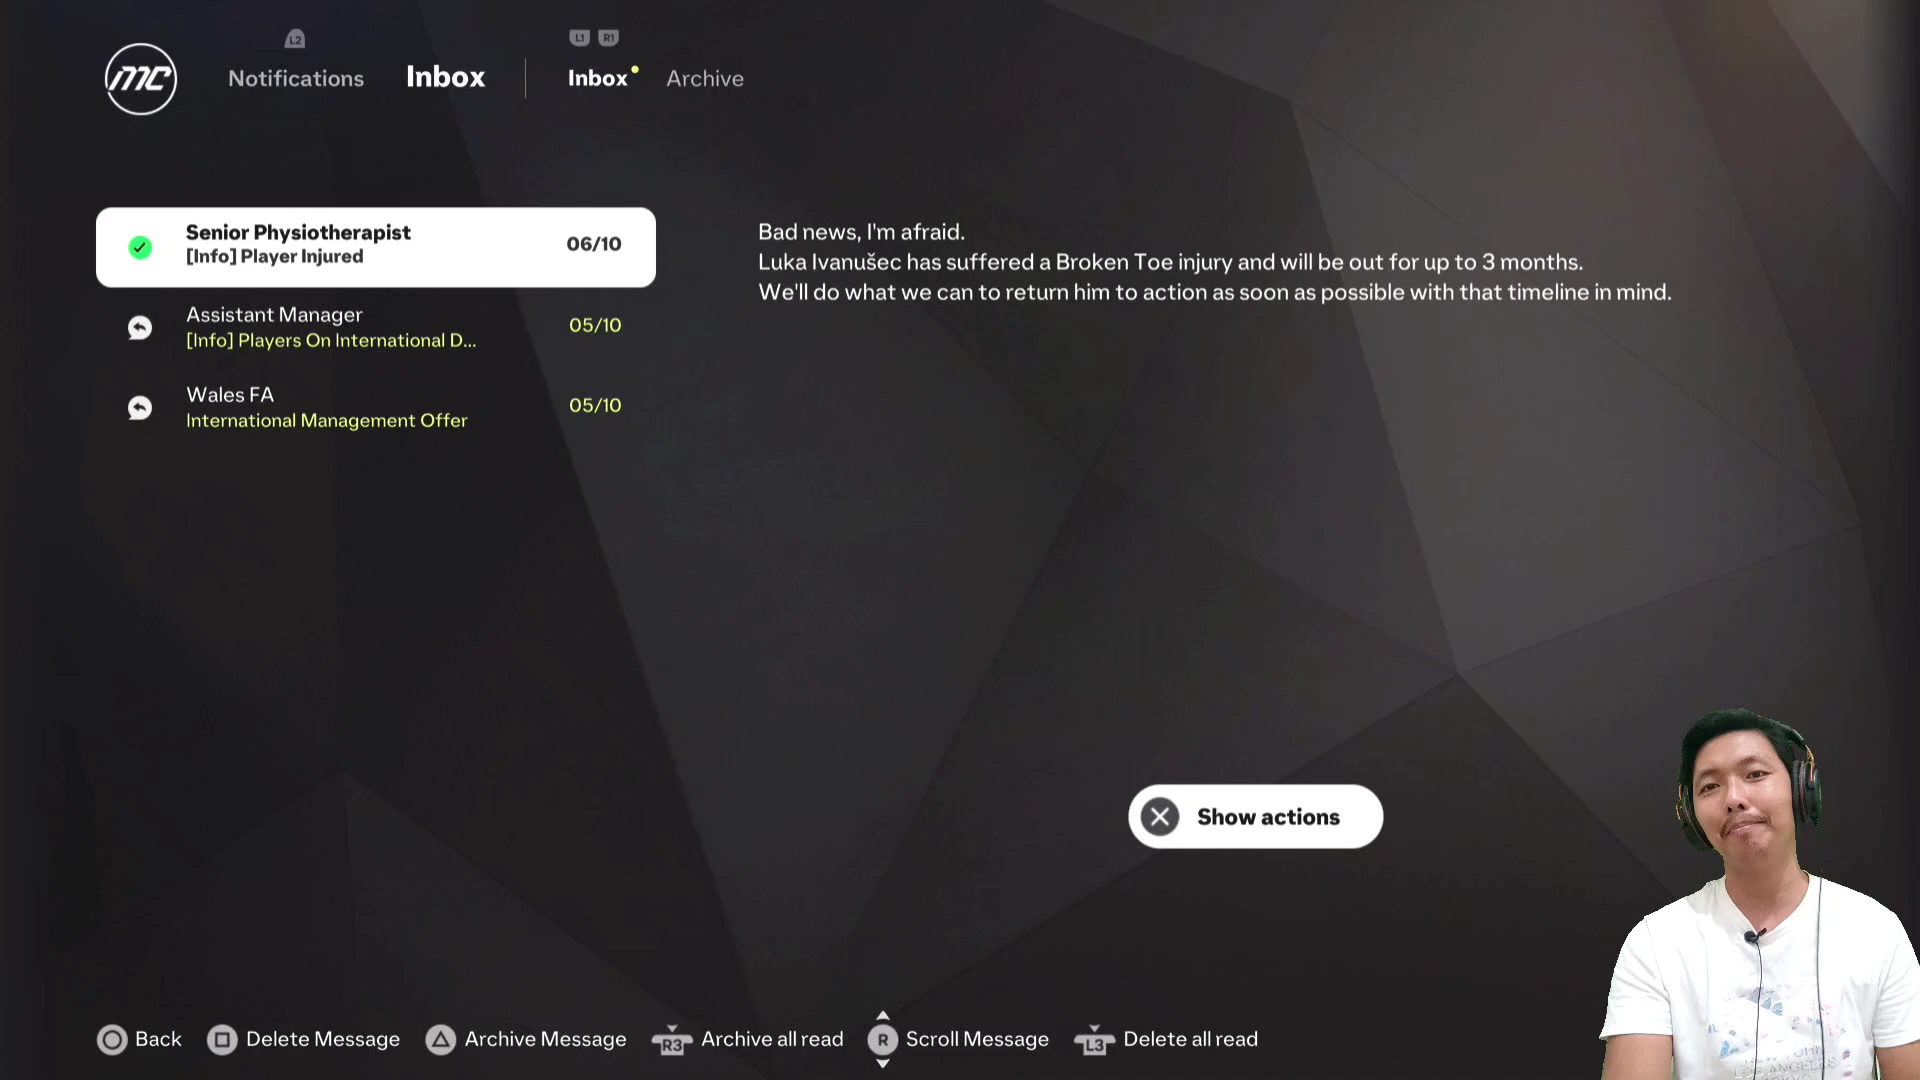 L2
L1 R1
MC
Notifications Inbox Inbox Archive
Senior Physiotherapist
[Info] Player Injured
06/10
Assistant Manager
[Info] Players On International D...
05/10
Wales FA
International Management Offer
05/10
Bad news, I'm afraid.
Luka Ivanušec has suffered a Broken Toe injury and will be out for up to 3 months.
We'll do what we can to return him to action as soon as possible with that timeline in mind.
Show actions
Back Delete Message Archive Message R3 Archive all read R Scroll Message L3 Delete all read
LOS ANGELES